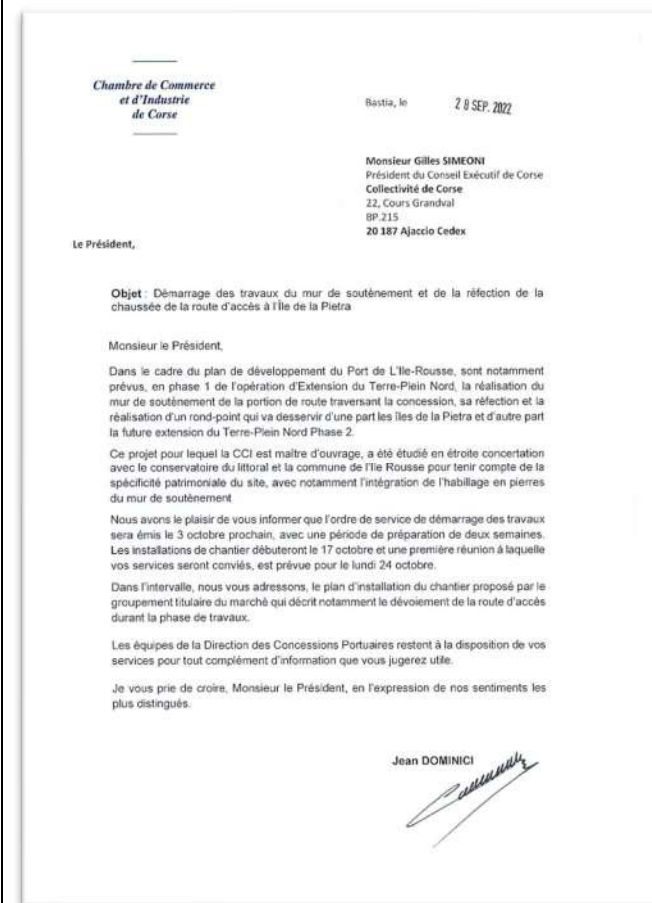 Chambre de Commerce
et d'Industrie
de Corse
Bastia, le 28 SEP. 2022
Monsieur Gilles SIMEONI
Président du Conseil Exécutif de Corse
Collectivité de Corse
22, Cours Grandval
BP.215
20 187 Ajaccio Cedex
Le Président,
Objet : Démarrage des travaux du mur de soutènement et de la réfection de la
chaussée de la route d'accès à l'Île de la Pietra
Monsieur le Président,
Dans le cadre du plan de développement du Port de L'Ile-Rousse, sont notamment
prévus, en phase 1 de l'opération d'Extension du Terre-Plein Nord, la réalisation du
mur de soutènement de la portion de route traversant la concession, sa réfection et la
réalisation d'un rond-point qui va desservir d'une part les îles de la Pietra et d'autre part
la future extension du Terre-Plein Nord Phase 2.
Ce projet pour lequel la CCI est maître d'ouvrage, a été étudié en étroite concertation
avec le conservatoire du littoral et la commune de l'Ile Rousse pour tenir compte de la
spécificité patrimoniale du site, avec notamment l'intégration de l'habillage en pierres
du mur de soutènement
Nous avons le plaisir de vous informer que l'ordre de service de démarrage des travaux
sera émis le 3 octobre prochain, avec une période de préparation de deux semaines.
Les installations de chantier débuteront le 17 octobre et une première réunion à laquelle
vos services seront conviés, est prévue pour le lundi 24 octobre.
Dans l'intervalle, nous vous adressons, le plan d'installation du chantier proposé par le
groupement titulaire du marché qui décrit notamment le dévoiement de la route d'accès
durant la phase de travaux.
Les équipes de la Direction des Concessions Portuaires restent à la disposition de vos
services pour tout complément d'information que vous jugerez utile.
Je vous prie de croire, Monsieur le Président, en l'expression de nos sentiments les
plus distingués.
Jean DOMINICI